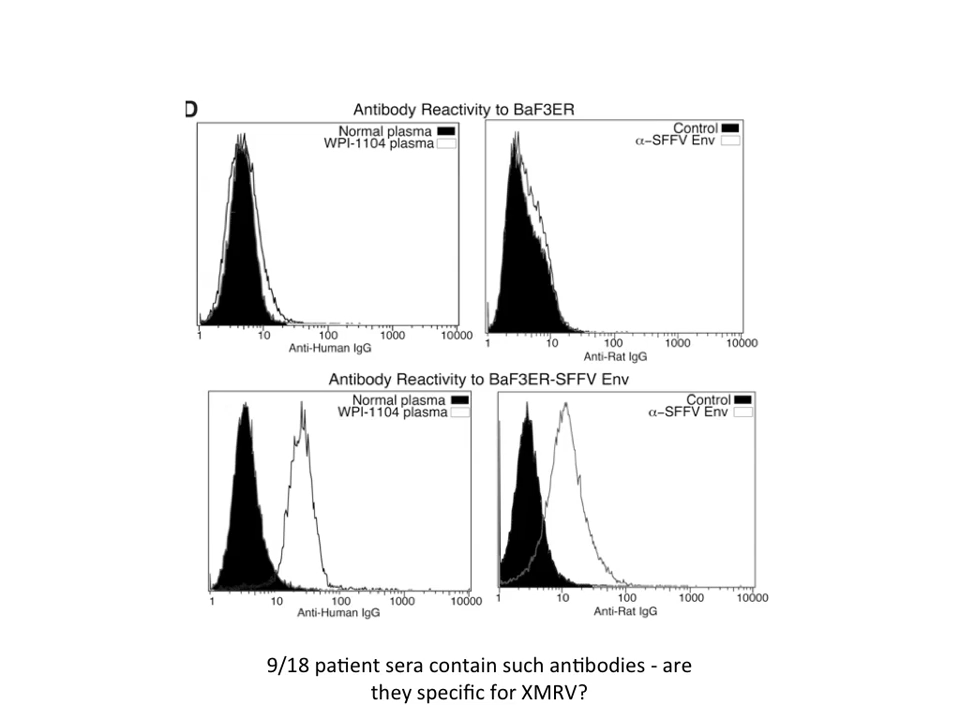 D
Antibody Reactivity to BaF3ER
Normal plasma
WPI-1104 plasma
1 10 100 1000 10000
Anti-Human IgG
Control
α−SFFV Env
1 10 100 1000 10000
Anti-Rat IgG
Antibody Reactivity to BaF3ER-SFFV Env
Normal plasma
WPI-1104 plasma
1 10 100 1000 10000
Anti-Human IgG
Control
α−SFFV Env
1 10 100 1000 10000
Anti-Rat IgG
9/18 patient sera contain such antibodies - are
they specific for XMRV?